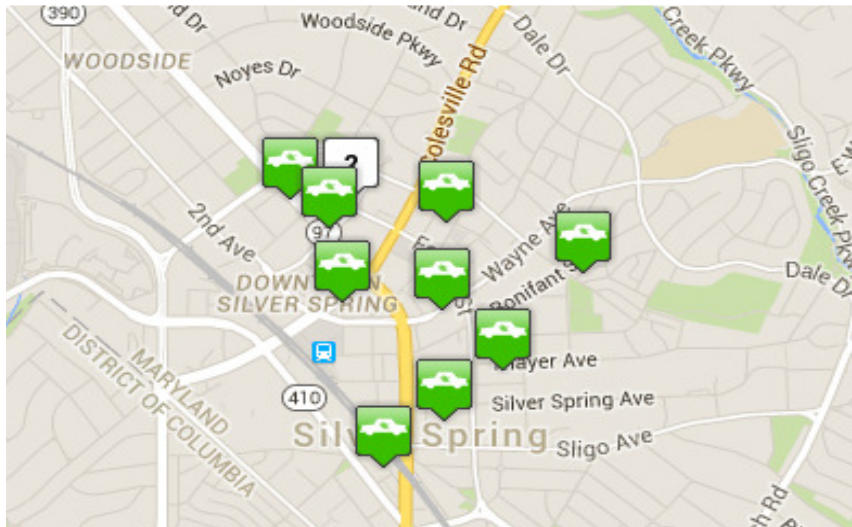 390
Woodside Pkwy
Dale Dr
Creek Pkwy
WOODSIDE
Noyes Dr
Colesville Rd
2
Sligo Creek Pkwy
97
2nd Ave
Wayne Ave
DOWNTOWN
SILVER SPRING
Bonifant St
Dale Dr
MARYLAND
DISTRICT OF COLUMBIA
Thayer Ave
410
Silver Spring Ave
Silver Spring
Sligo Ave